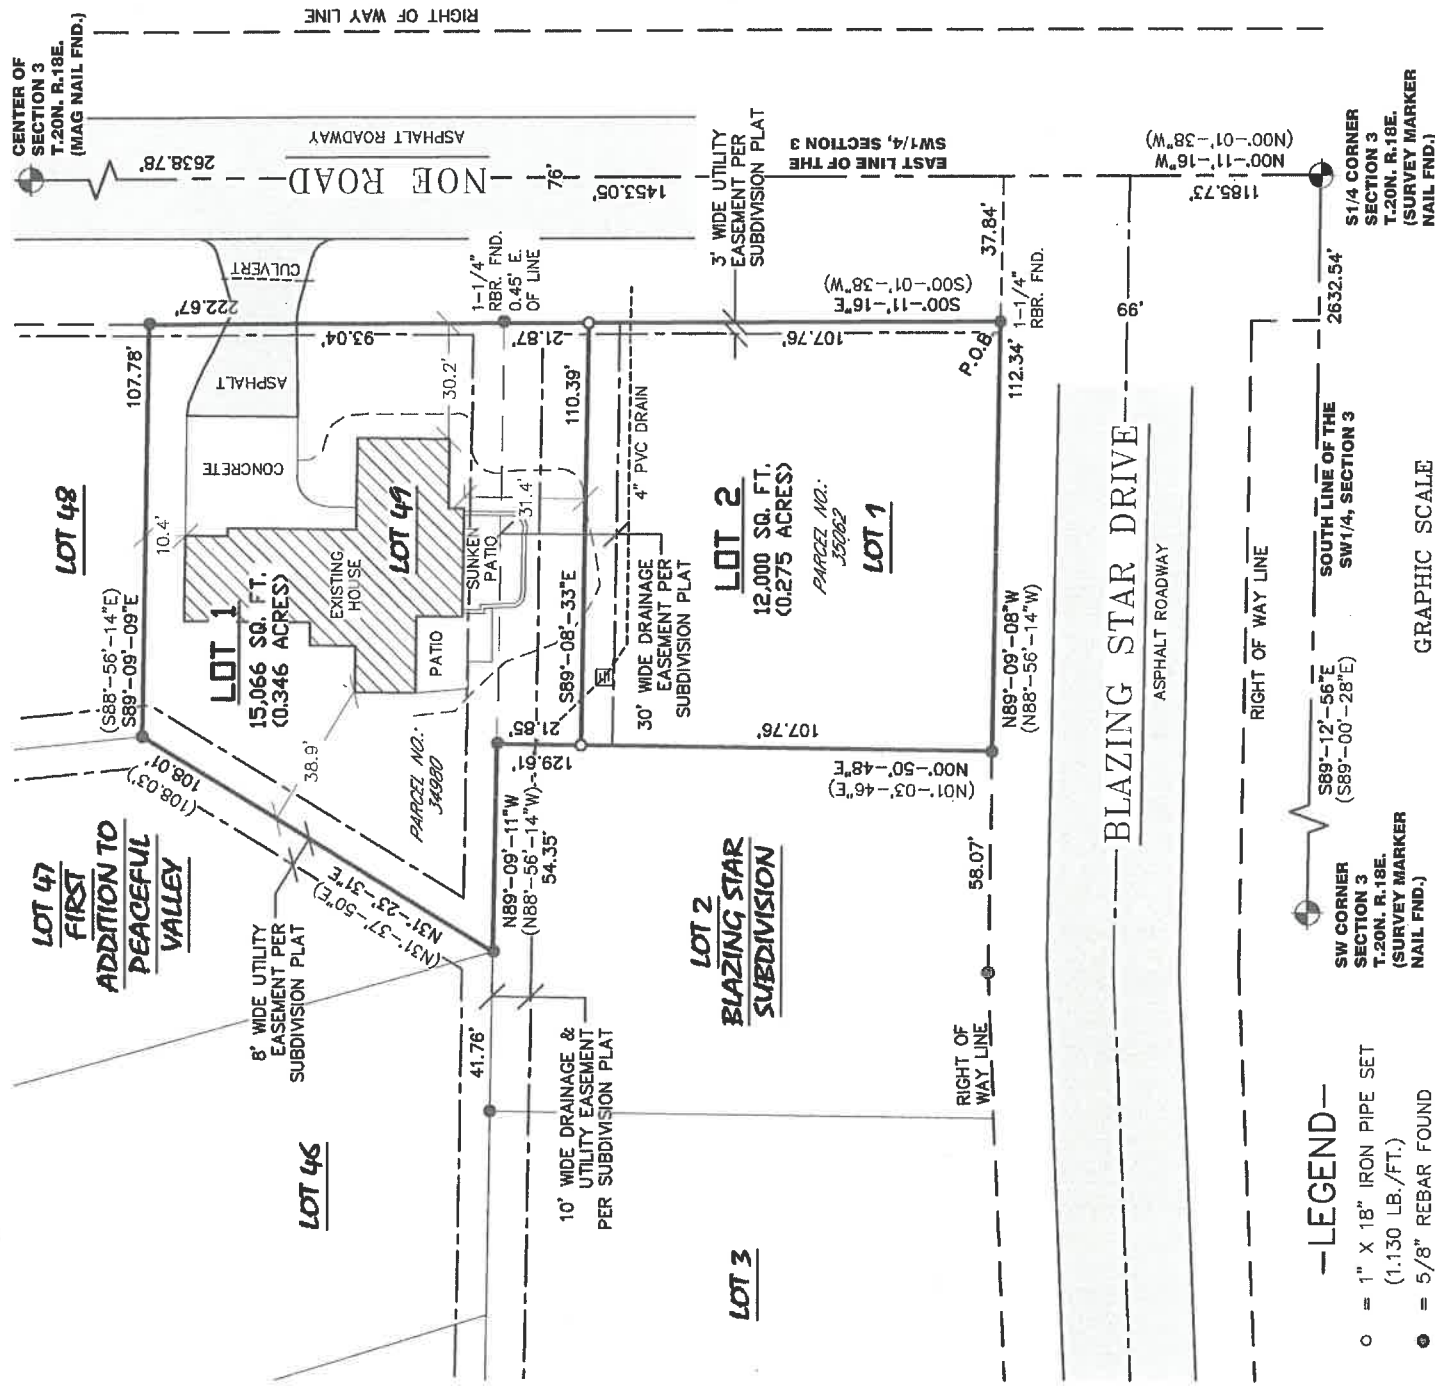 RIGHT OF WAY LINE
CENTER OF
SECTION 3
T.20N. R.18E.
(MAG NAIL FND.)
2638.78'
ASPHALT ROADWAY
NOE ROAD
76'
1453.05'
EAST LINE OF THE
SW1/4, SECTION 3
N00°-11'-16"W
(N00°-01'-38"W)
1185.73'
S1/4 CORNER
SECTION 3
T.20N. R.18E.
(SURVEY MARKER
NAIL FND.)
CULVERT
222.67'
1-1/4"
RBR. FND.
0.45' E.
OF LINE
3' WIDE UTILITY
EASEMENT PER
SUBDIVISION PLAT
S00°-11'-16"E
(S00°-01'-38"W)
37.84'
1-1/4"
RBR. FND.
P.O.B.
66'
2632.54'
107.78'
ASPHALT
93.04'
30.2'
21.87'
107.76'
112.34'
LOT 48
10.4'
CONCRETE
LOT 49
31.4'
SUNKEN
PATIO
110.39'
4" PVC DRAIN
LOT 2
12,000 SQ. FT.
(0.275 ACRES)
PARCEL NO.:
35062
LOT 1
EXISTING
HOUSE
LOT 1
15,066 SQ. FT.
(0.346 ACRES)
PATIO
S89°-08'-33"E
30' WIDE DRAINAGE
EASEMENT PER
SUBDIVISION PLAT
(S88°-56'-14"E)
S89°-09'-09"E
108.01'
(108.03')
38.9'
PARCEL NO.:
34980
21.85'
129.61'
107.76'
N00°-50'-48"E
(N01°-03'-46"E)
N89°-09'-08"W
(N88°-56'-14"W)
BLAZING STAR DRIVE
ASPHALT ROADWAY
RIGHT OF WAY LINE
SOUTH LINE OF THE
SW1/4, SECTION 3
S89°-12'-56"E
(S89°-00'-28"E)
GRAPHIC SCALE
LOT 47
FIRST
ADDITION TO
PEACEFUL
VALLEY
N31°-23'-31"E
(N31°-37'-50"E)
8' WIDE UTILITY
EASEMENT PER
SUBDIVISION PLAT
N89°-09'-11"W
(N88°-56'-14"W)
54.35'
LOT 2
BLAZING STAR
SUBDIVISION
58.07'
SW CORNER
SECTION 3
T.20N. R.18E.
(SURVEY MARKER
NAIL FND.)
LOT 46
41.76'
10' WIDE DRAINAGE &
UTILITY EASEMENT
PER SUBDIVISION PLAT
RIGHT OF
WAY LINE
LOT 3
—LEGEND—
○ = 1" X 18" IRON PIPE SET
(1.130 LB./FT.)
● = 5/8" REBAR FOUND